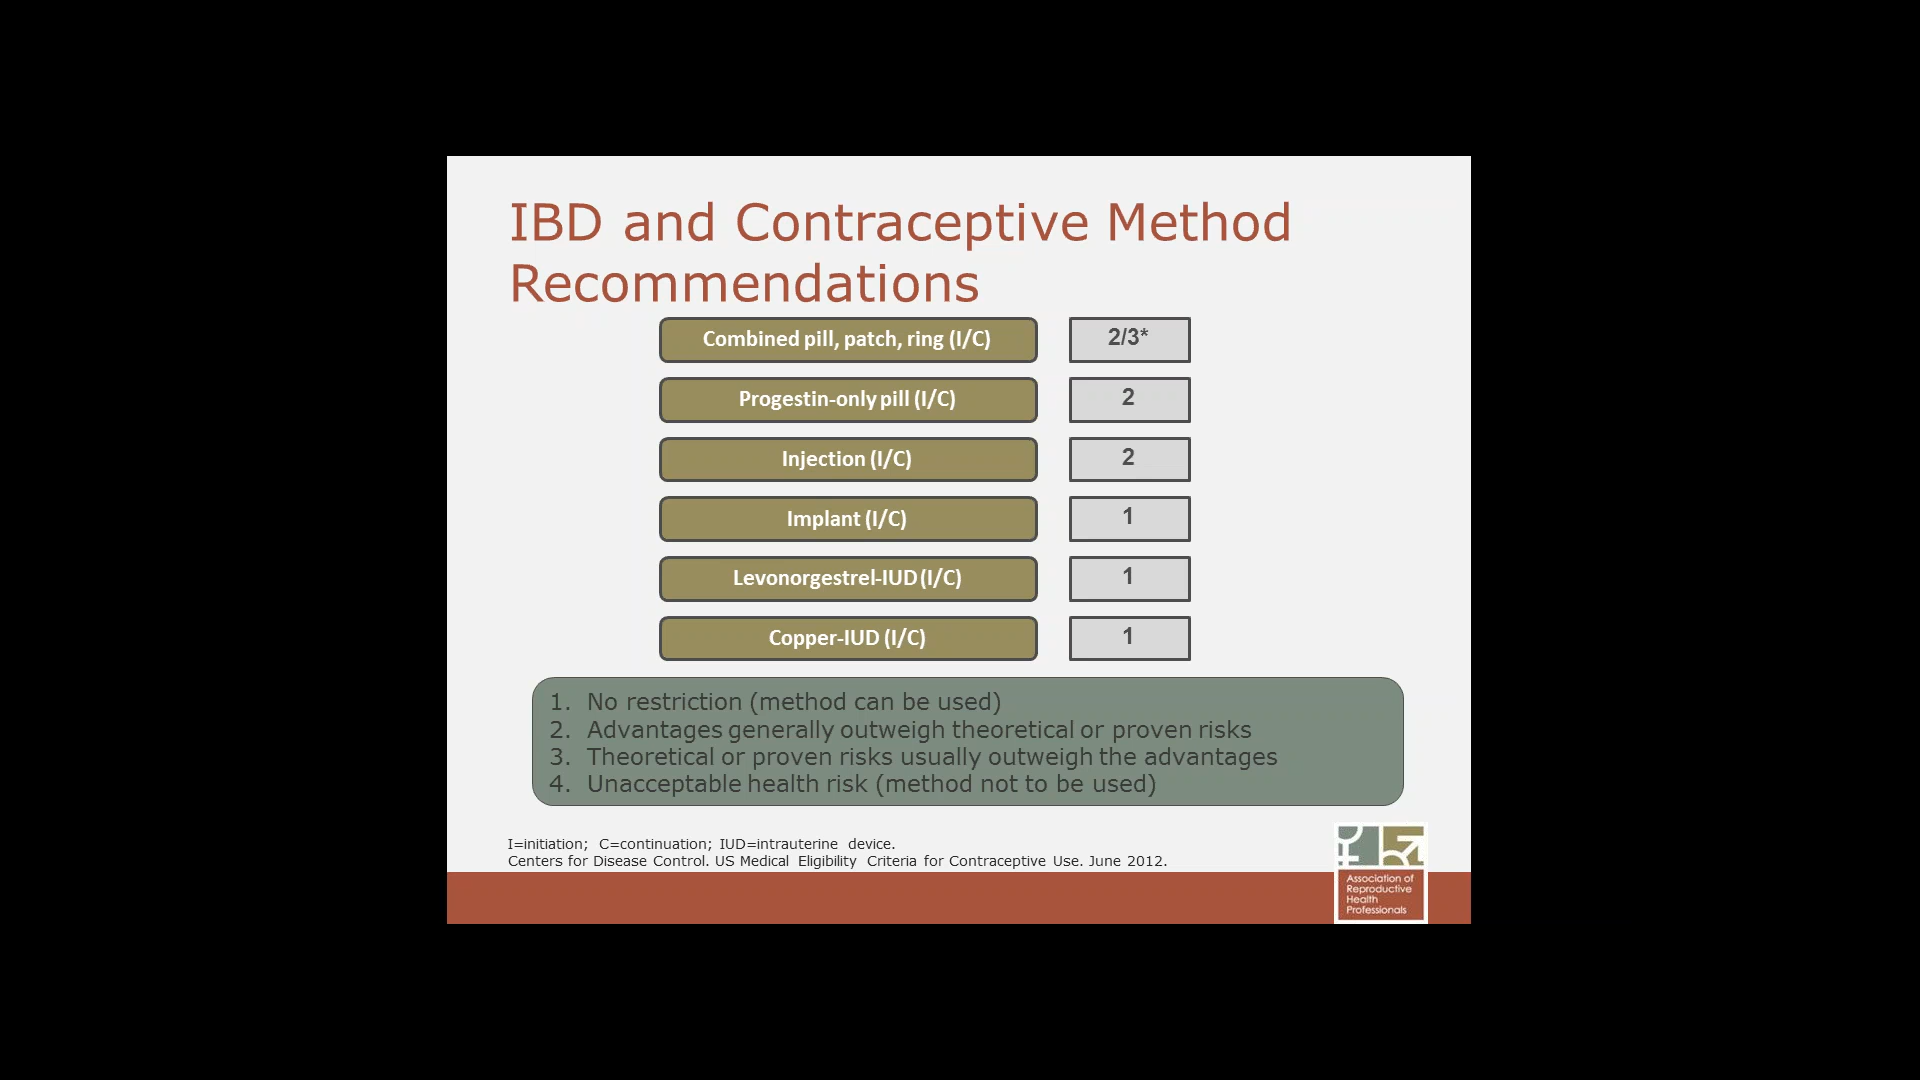 IBD and Contraceptive Method
Recommendations
Combined pill, patch, ring (I/C)
2/3*
Progestin-only pill (I/C)
2
Injection (I/C)
2
Implant (I/C)
1
Levonorgestrel-IUD (I/C)
1
Copper-IUD (I/C)
1
1. No restriction (method can be used)
2. Advantages generally outweigh theoretical or proven risks
3. Theoretical or proven risks usually outweigh the advantages
4. Unacceptable health risk (method not to be used)
I=initiation; C=continuation; IUD=intrauterine device.
Centers for Disease Control. US Medical Eligibility Criteria for Contraceptive Use. June 2012.
Association of
Reproductive
Health
Professionals